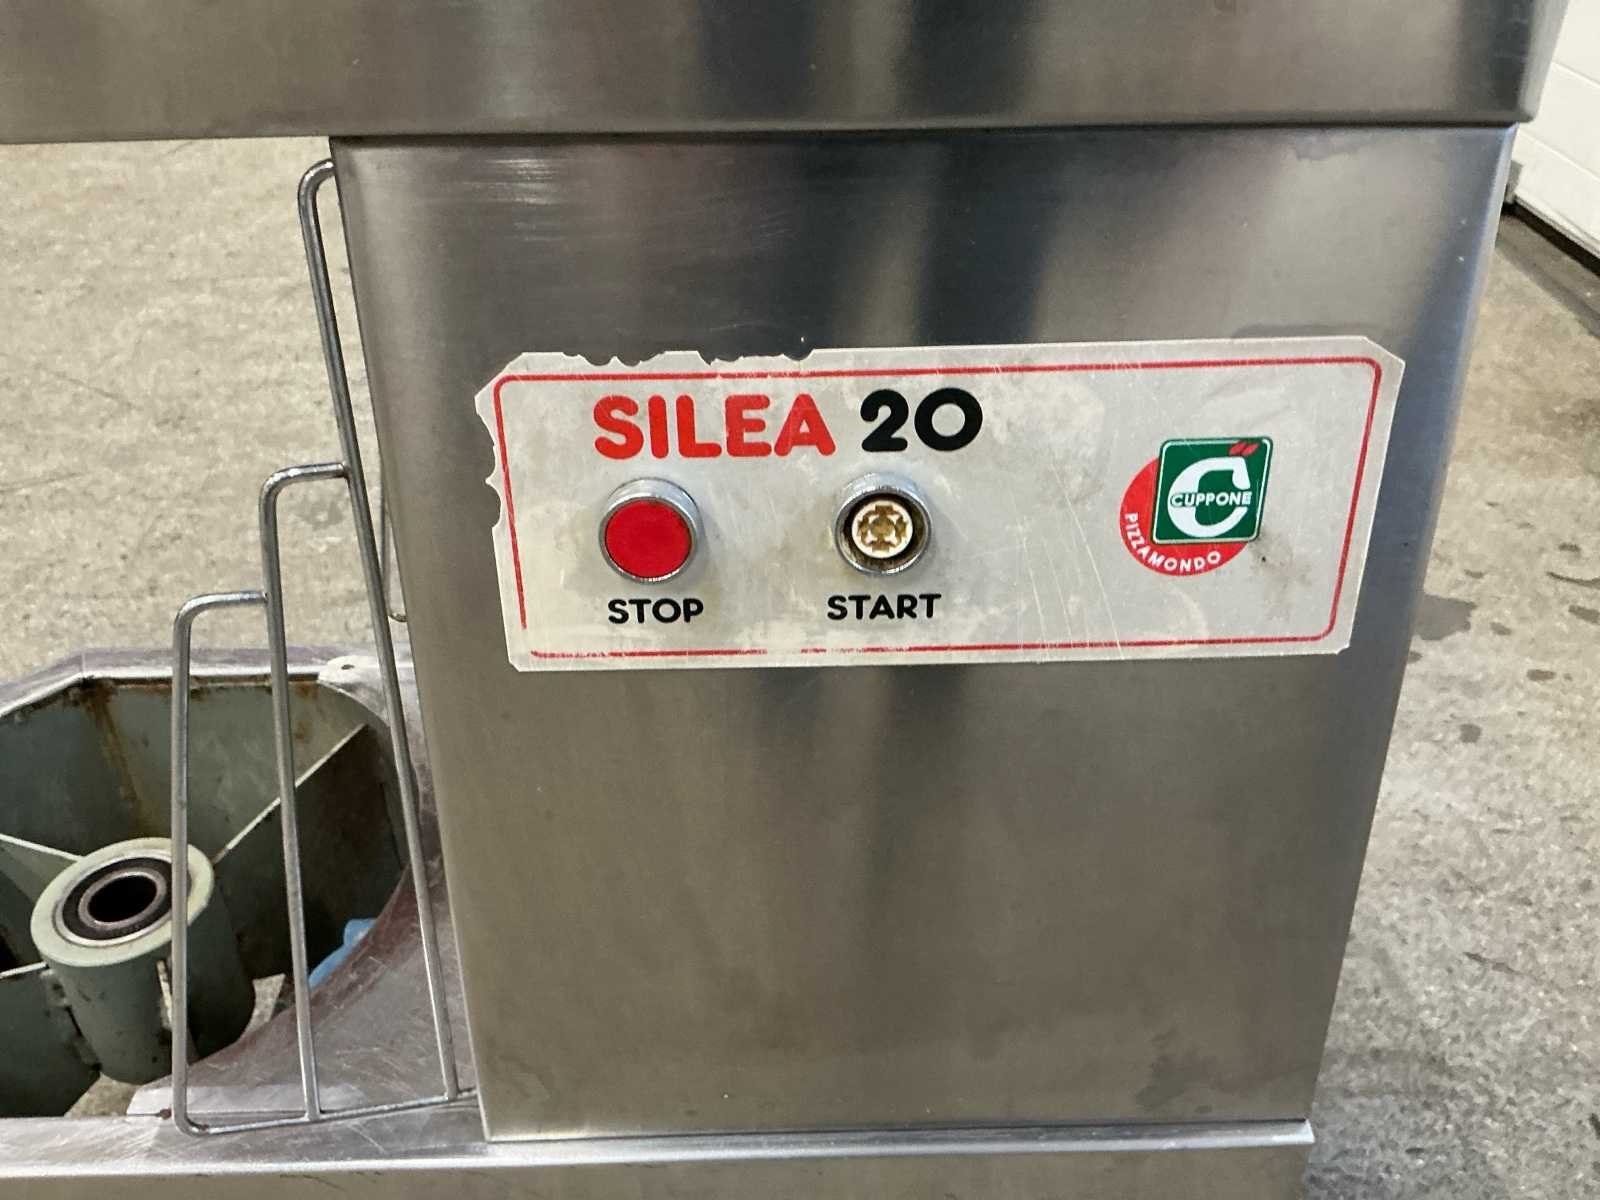 SILEA 20
STOP
START
CUPPONE
PIZZAMONDO